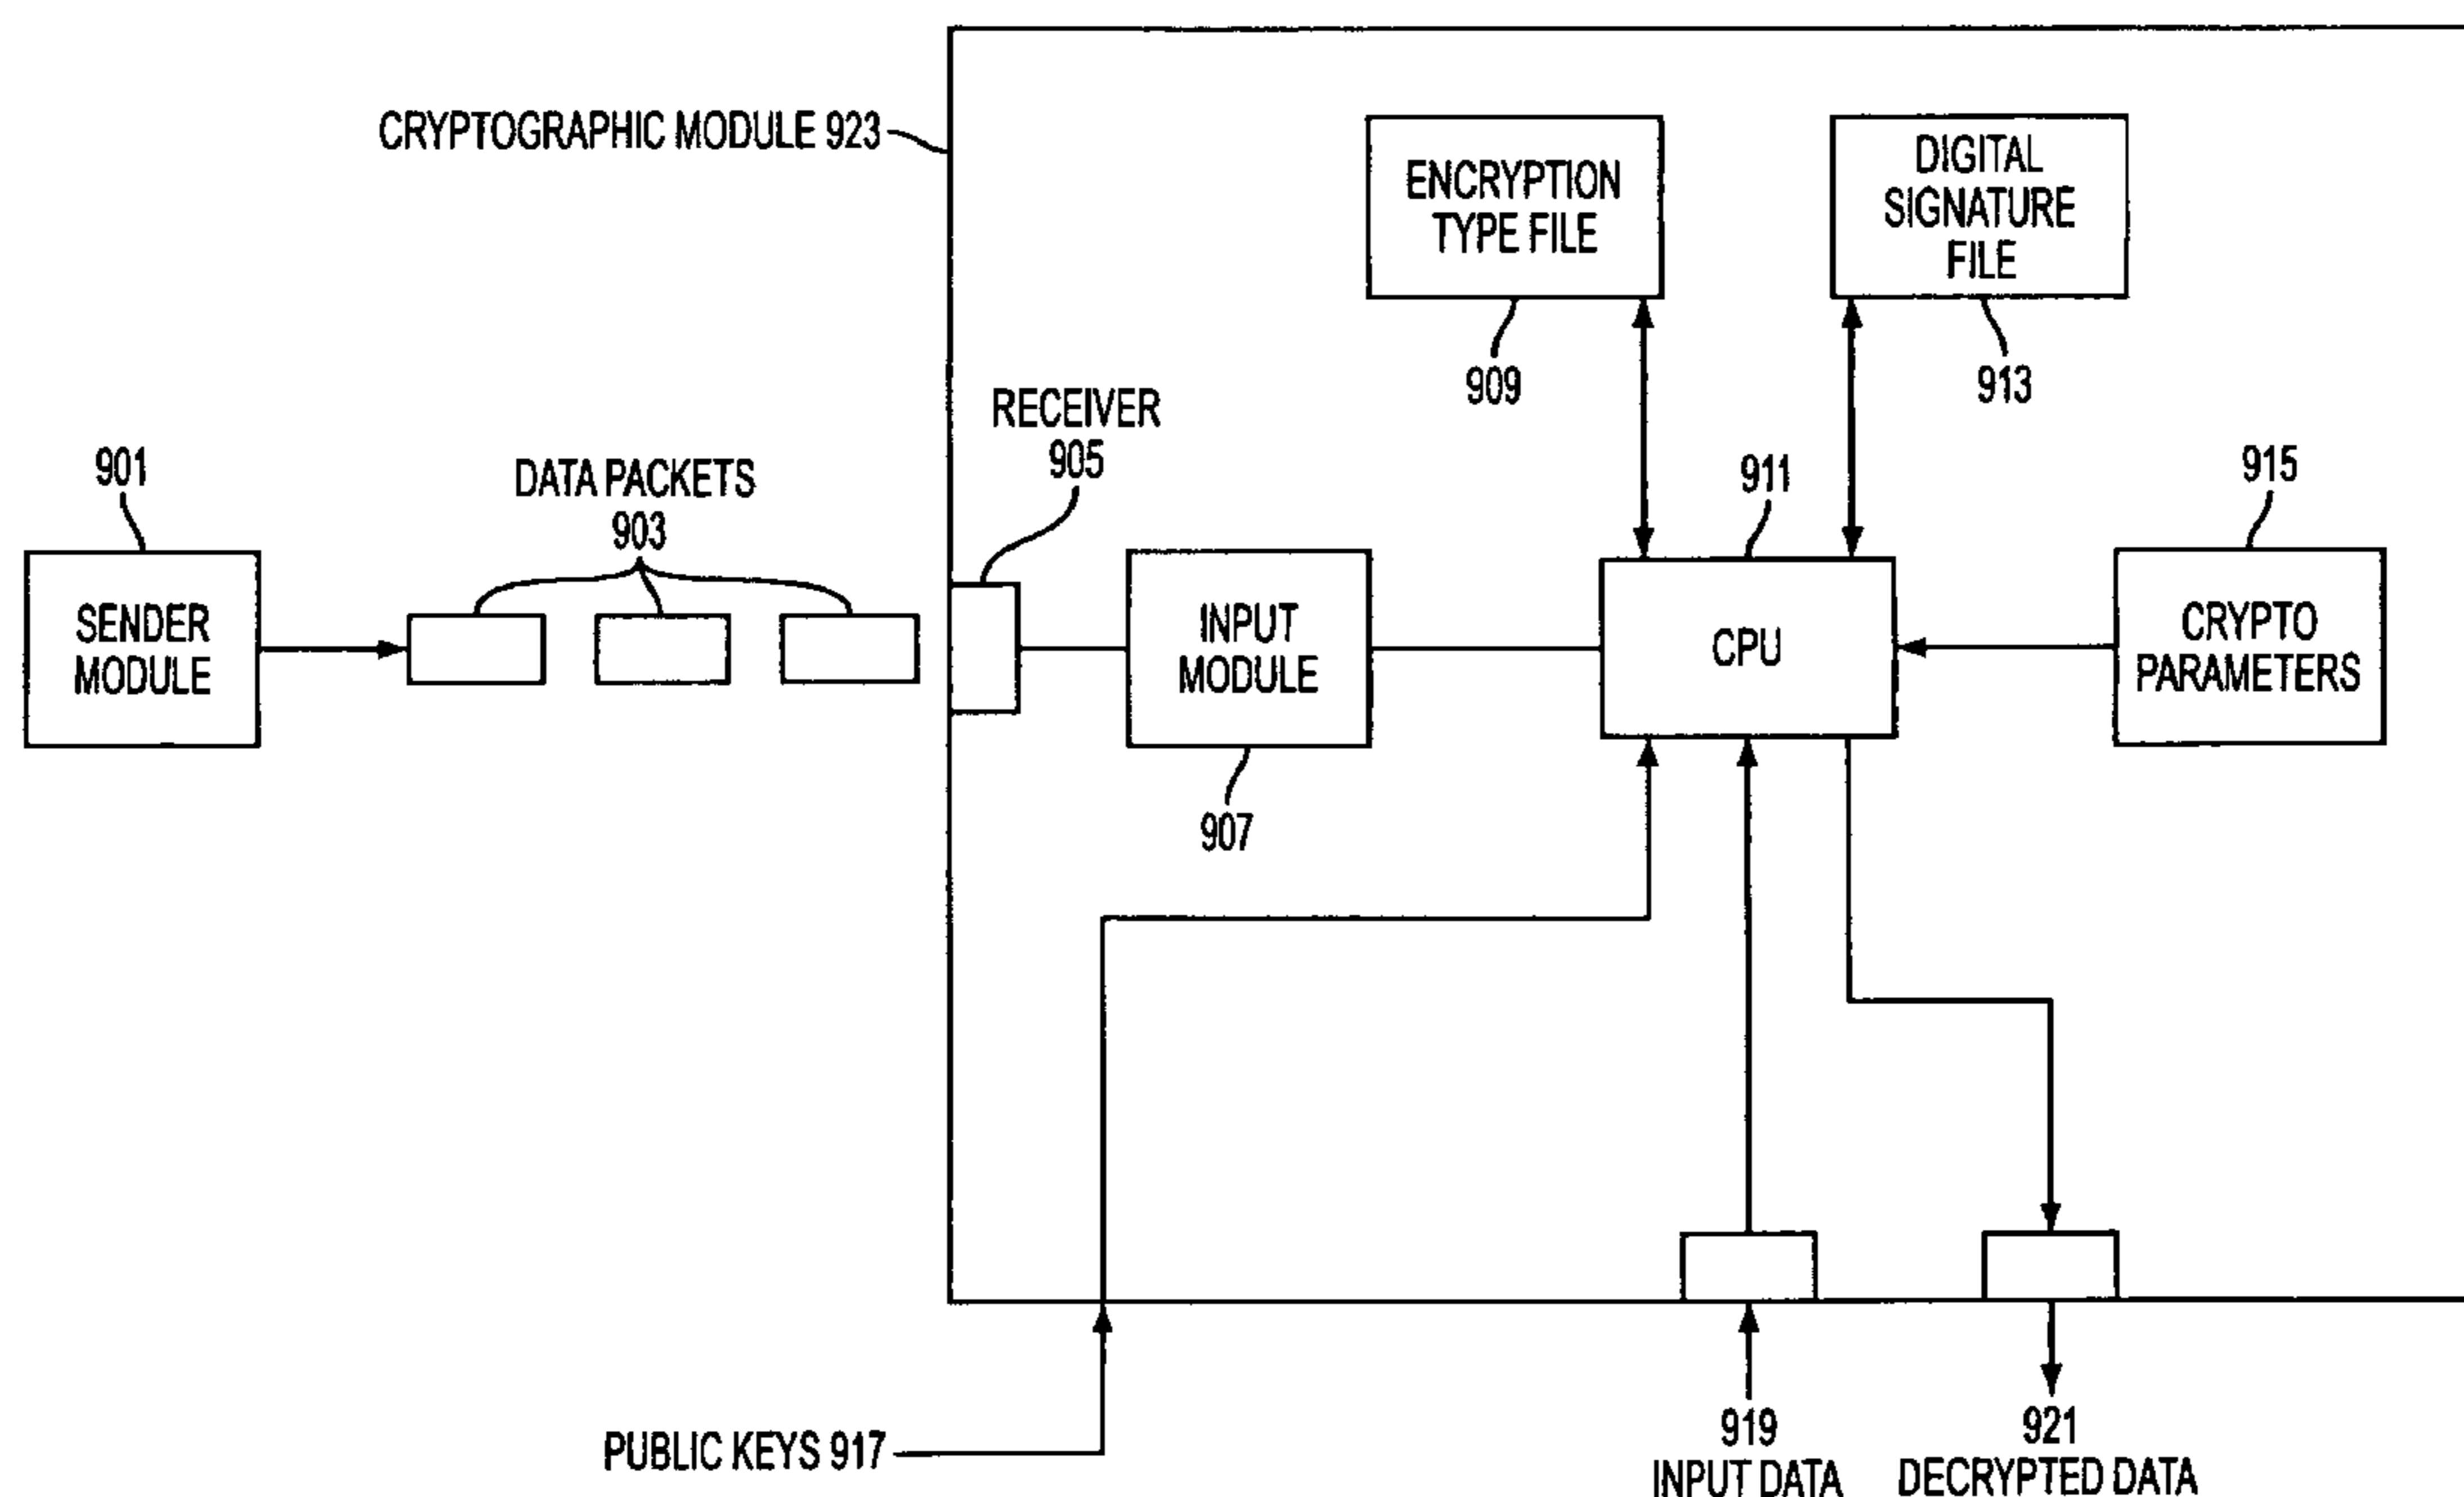 CRYPTOGRAPHIC MODULE 923
ENCRYPTION
TYPE FILE
909
DIGITAL
SIGNATURE
FILE
913
901
SENDER
MODULE
DATA PACKETS
903
RECEIVER
905
INPUT
MODULE
907
911
CPU
915
CRYPTO
PARAMETERS
PUBLIC KEYS 917
919
INPUT DATA
921
DECRYPTED DATA